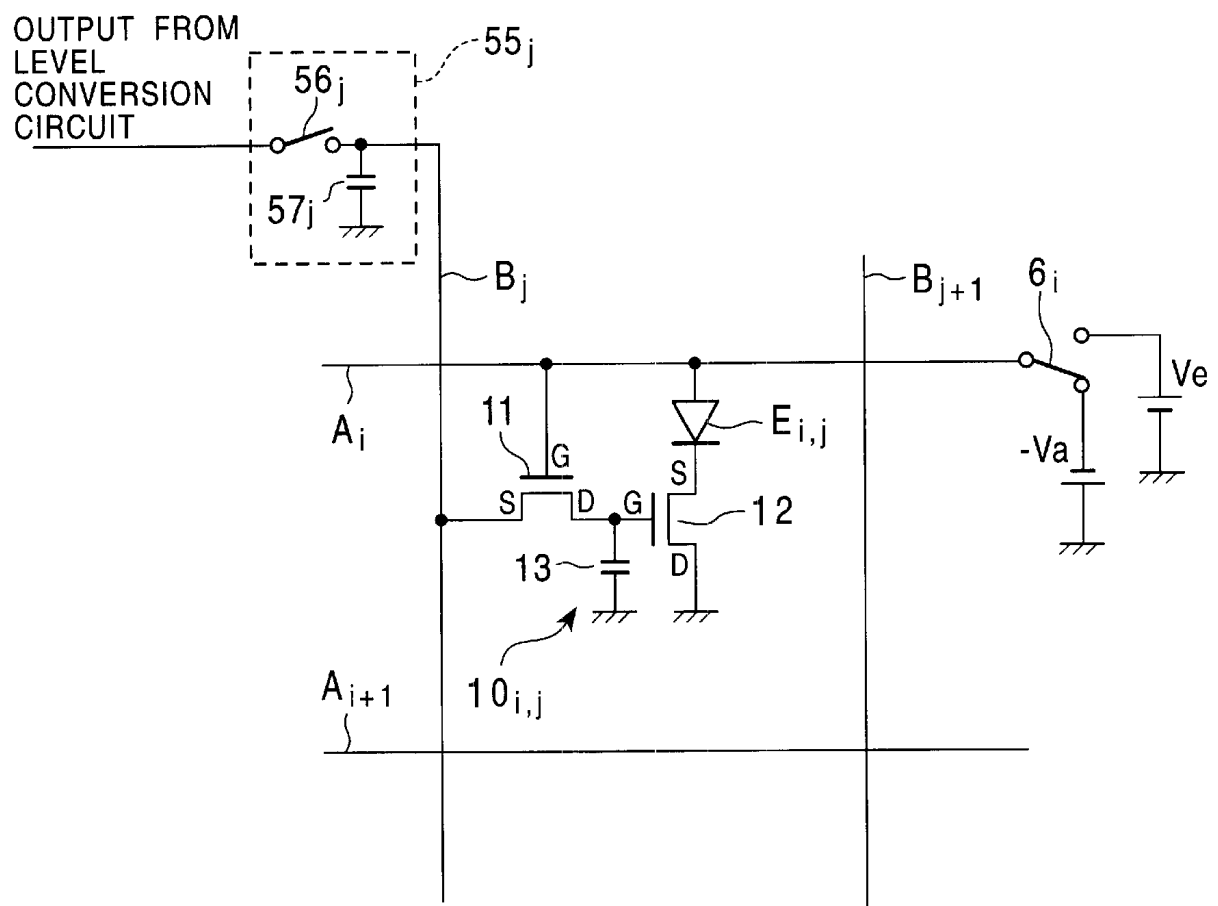 OUTPUT FROM
LEVEL
CONVERSION
CIRCUIT
55j
56j
57j
Bj
Bj+1
6i
Ve
Ai
11
G
Ei,j
-Va
S
D
S
G
12
13
D
10i,j
Ai+1